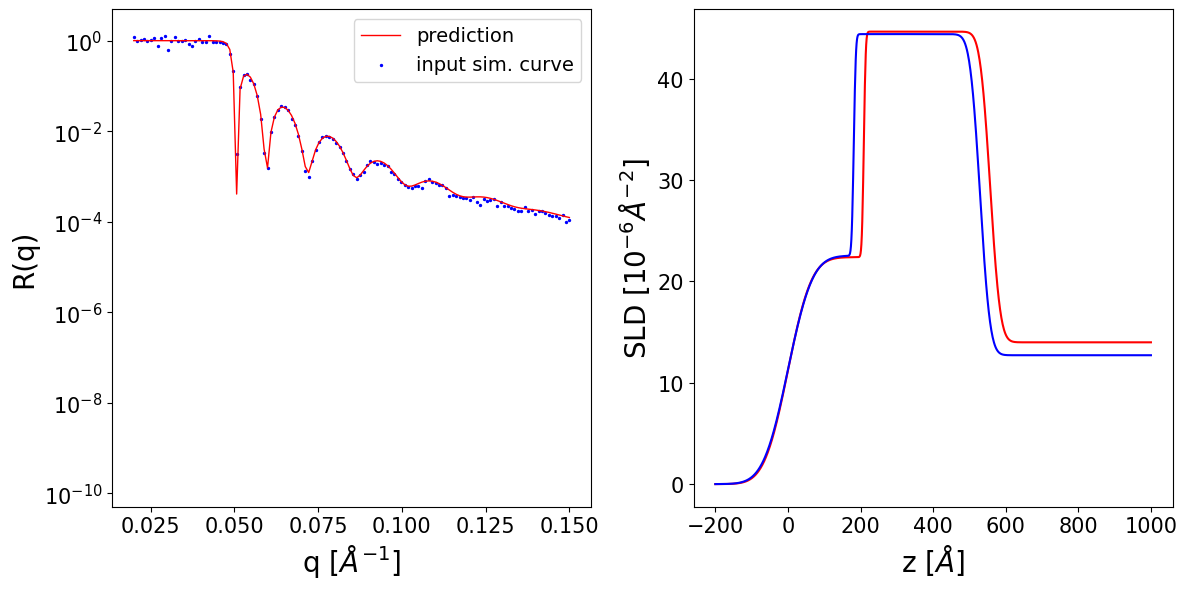 10⁰
10⁻²
10⁻⁴
10⁻⁶
10⁻⁸
10⁻¹⁰
R(q)
prediction
input sim. curve
0.025 0.050 0.075 0.100 0.125 0.150
q [Å⁻¹]
40
30
20
10
0
SLD [10⁻⁶Å⁻²]
−200 0 200 400 600 800 1000
z [Å]